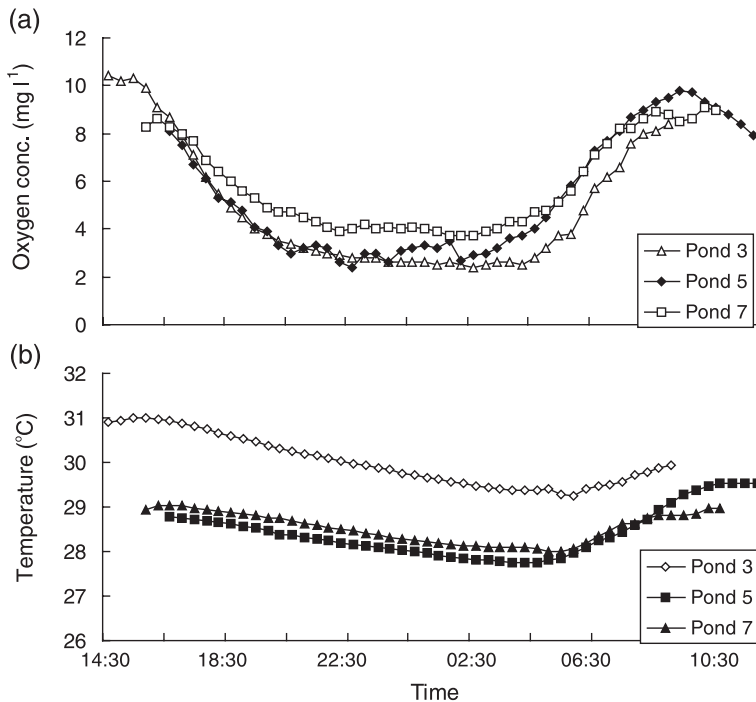 (a)
12
10
8
6
4
2
0
Oxygen conc. (mg l⁻¹)
Pond 3
Pond 5
Pond 7
(b)
32
31
30
29
28
27
26
Temperature (°C)
Pond 3
Pond 5
Pond 7
14:30 18:30 22:30 02:30 06:30 10:30
Time